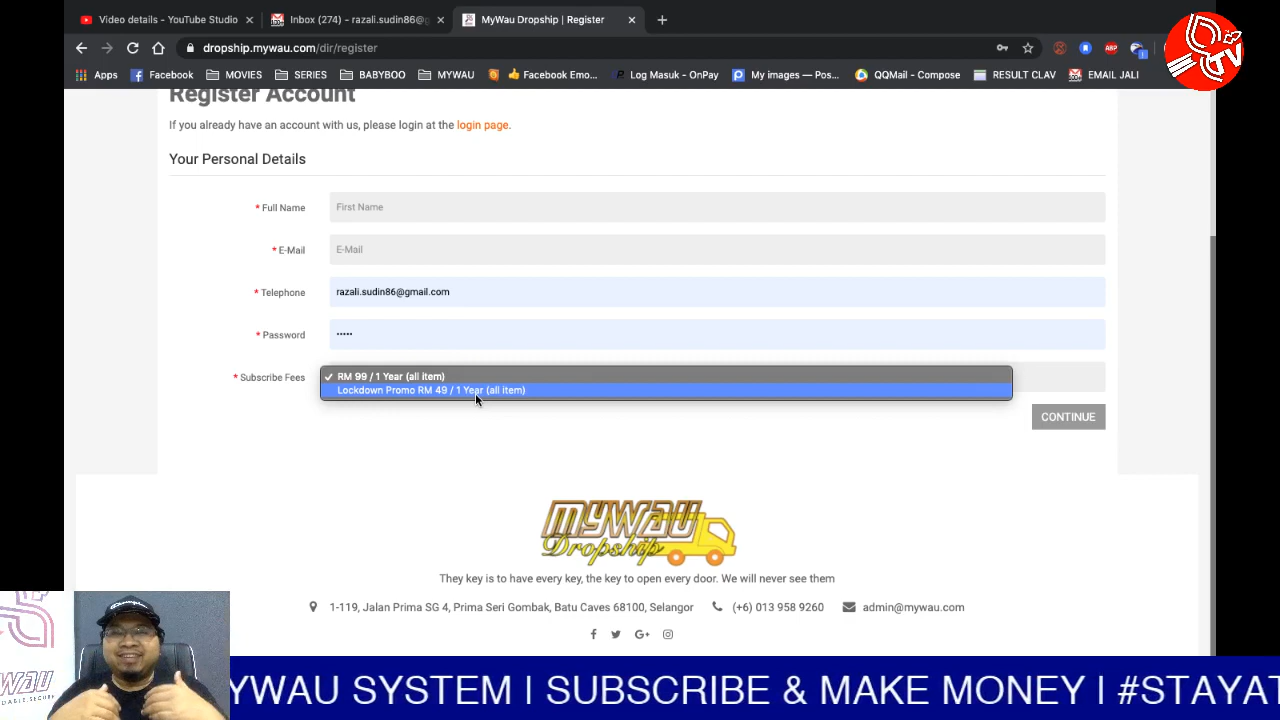 Video details - YouTube Studio
Inbox (274) - razali.sudin86@g
MyWau Dropship | Register
dropship.mywau.com/dir/register
Apps
Facebook
MOVIES
SERIES
BABYBOO
MYWAU
Facebook Emo...
Log Masuk - OnPay
My images — Pos...
QQMail - Compose
RESULT CLAV
EMAIL JALI
ABP
TV
Register Account
If you already have an account with us, please login at the login page.
Your Personal Details
* Full Name
First Name
* E-Mail
E-Mail
* Telephone
razali.sudin86@gmail.com
* Password
•••••
* Subscribe Fees
✓ RM 99 / 1 Year (all item)
Lockdown Promo RM 49 / 1 Year (all item)
CONTINUE
MYWAU
Dropship
They key is to have every key, the key to open every door. We will never see them
1-119, Jalan Prima SG 4, Prima Seri Gombak, Batu Caves 68100, Selangor
(+6) 013 958 9260
admin@mywau.com
YWAU SYSTEM | SUBSCRIBE & MAKE MONEY | #STAYAT